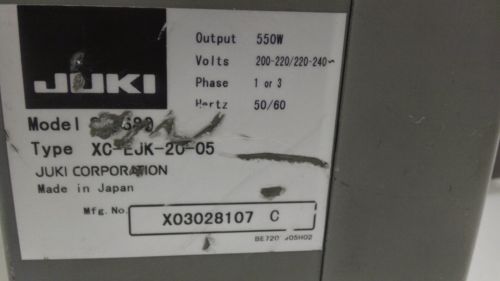 JUKI
Output 550W
Volts 200-220/220-240~
Phase 1 or 3
Hertz 50/60
Model
Type XC-EJK-20-05
JUKI CORPORATION
Made in Japan
Mfg. No. X03028107 C